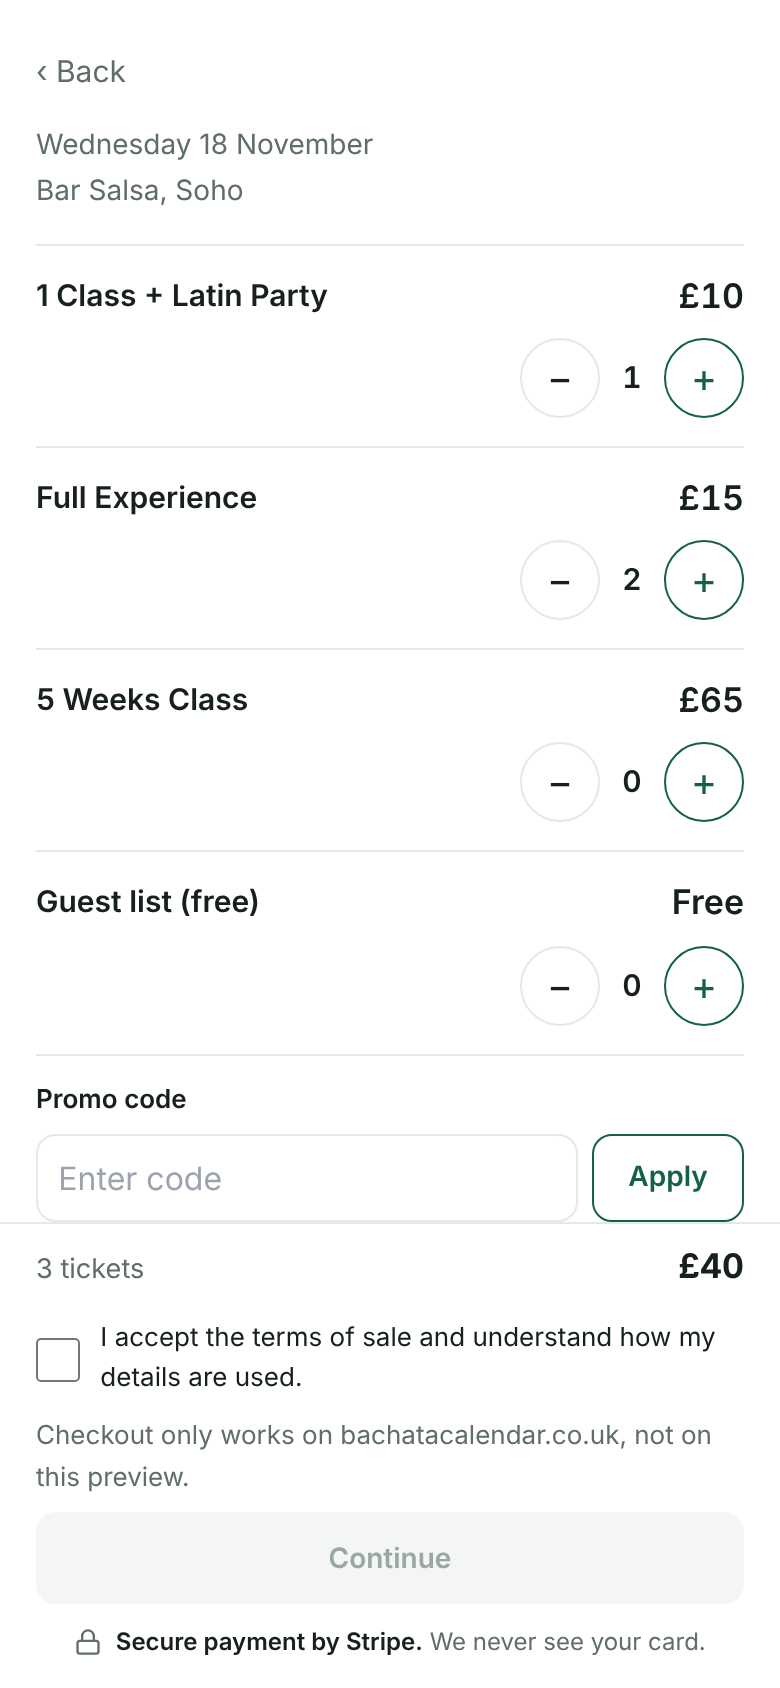 ‹ Back
Wednesday 18 November
Bar Salsa, Soho
1 Class + Latin Party £10
– 1 +
Full Experience £15
– 2 +
5 Weeks Class £65
– 0 +
Guest list (free) Free
– 0 +
Promo code
Enter code Apply
3 tickets £40
I accept the terms of sale and understand how my
details are used.
Checkout only works on bachatacalendar.co.uk, not on
this preview.
Continue
Secure payment by Stripe. We never see your card.